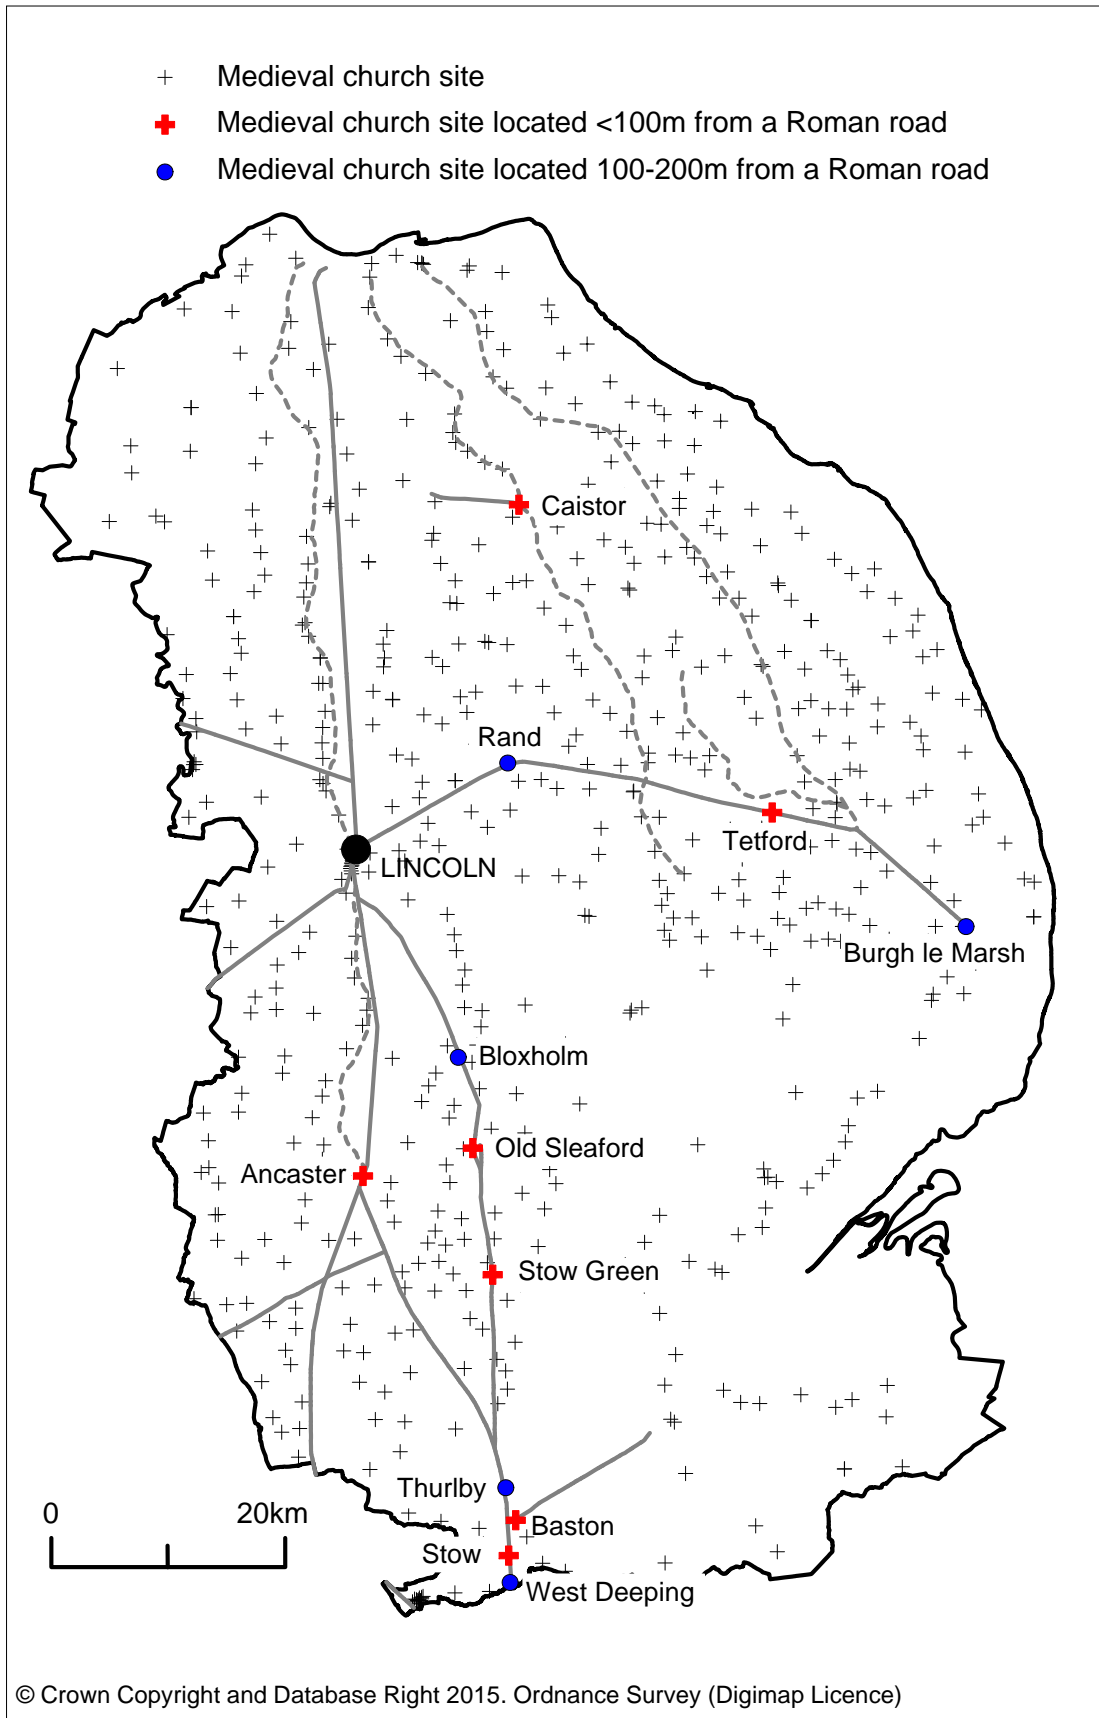 Medieval church site
Medieval church site located <100m from a Roman road
Medieval church site located 100-200m from a Roman road
Caistor
Rand
Tetford
LINCOLN
Burgh le Marsh
Bloxholm
Old Sleaford
Ancaster
Stow Green
Thurlby
0 20km
Baston
Stow
West Deeping
© Crown Copyright and Database Right 2015. Ordnance Survey (Digimap Licence)